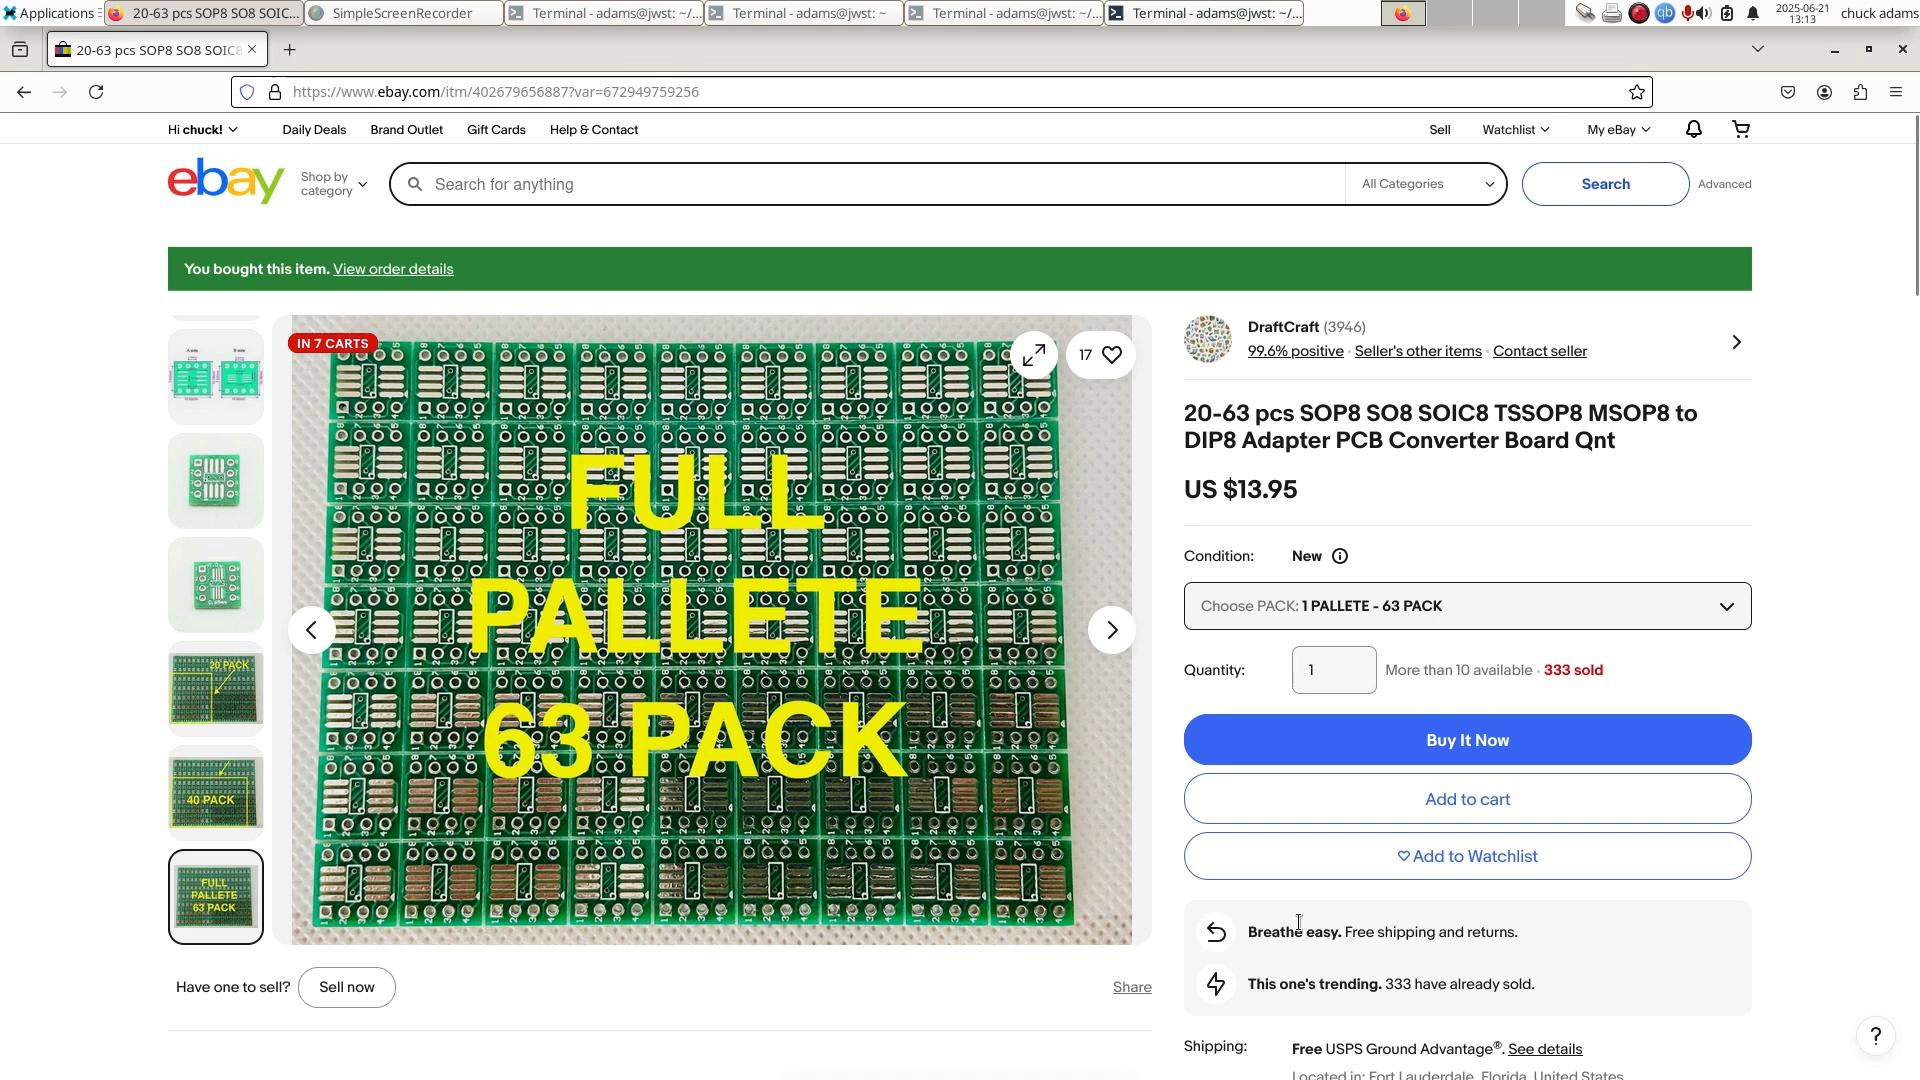 Applications
20-63 pcs SOP8 SO8 SOIC...
SimpleScreenRecorder
Terminal - adams@jwst: ~/...
Terminal - adams@jwst: ~
Terminal - adams@jwst: ~/...
Terminal - adams@jwst: ~/...
2025-06-21
13:13
chuck adams
20-63 pcs SOP8 SO8 SOIC8
https://www.ebay.com/itm/402679656887?var=672949759256
Hi chuck!
Daily Deals
Brand Outlet
Gift Cards
Help & Contact
Sell
Watchlist
My eBay
ebay
Shop by
category
Search for anything
All Categories
Search
Advanced
You bought this item. View order details
IN 7 CARTS
17
FULL
PALLETE
63 PACK
20 PACK
40 PACK
FULL
PALLETE
63 PACK
DraftCraft (3946)
99.6% positive · Seller's other items · Contact seller
20-63 pcs SOP8 SO8 SOIC8 TSSOP8 MSOP8 to
DIP8 Adapter PCB Converter Board Qnt
US $13.95
Condition:
New
Choose PACK: 1 PALLETE - 63 PACK
Quantity:
1
More than 10 available · 333 sold
Buy It Now
Add to cart
Add to Watchlist
Breathe easy. Free shipping and returns.
This one's trending. 333 have already sold.
Have one to sell?
Sell now
Share
Shipping:
Free USPS Ground Advantage®. See details
Located in: Fort Lauderdale, Florida, United States